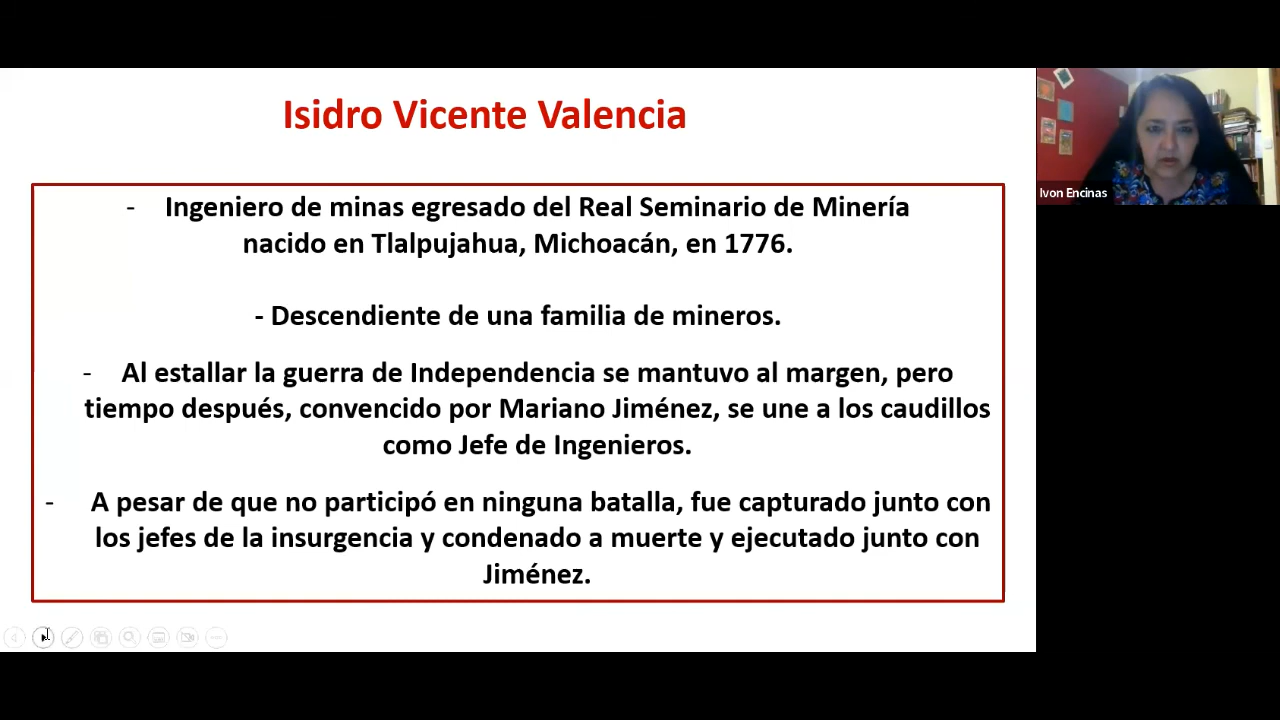 Isidro Vicente Valencia
- Ingeniero de minas egresado del Real Seminario de Minería
nacido en Tlalpujahua, Michoacán, en 1776.
- Descendiente de una familia de mineros.
- Al estallar la guerra de Independencia se mantuvo al margen, pero
tiempo después, convencido por Mariano Jiménez, se une a los caudillos
como Jefe de Ingenieros.
- A pesar de que no participó en ninguna batalla, fue capturado junto con
los jefes de la insurgencia y condenado a muerte y ejecutado junto con
Jiménez.
Ivon Encinas